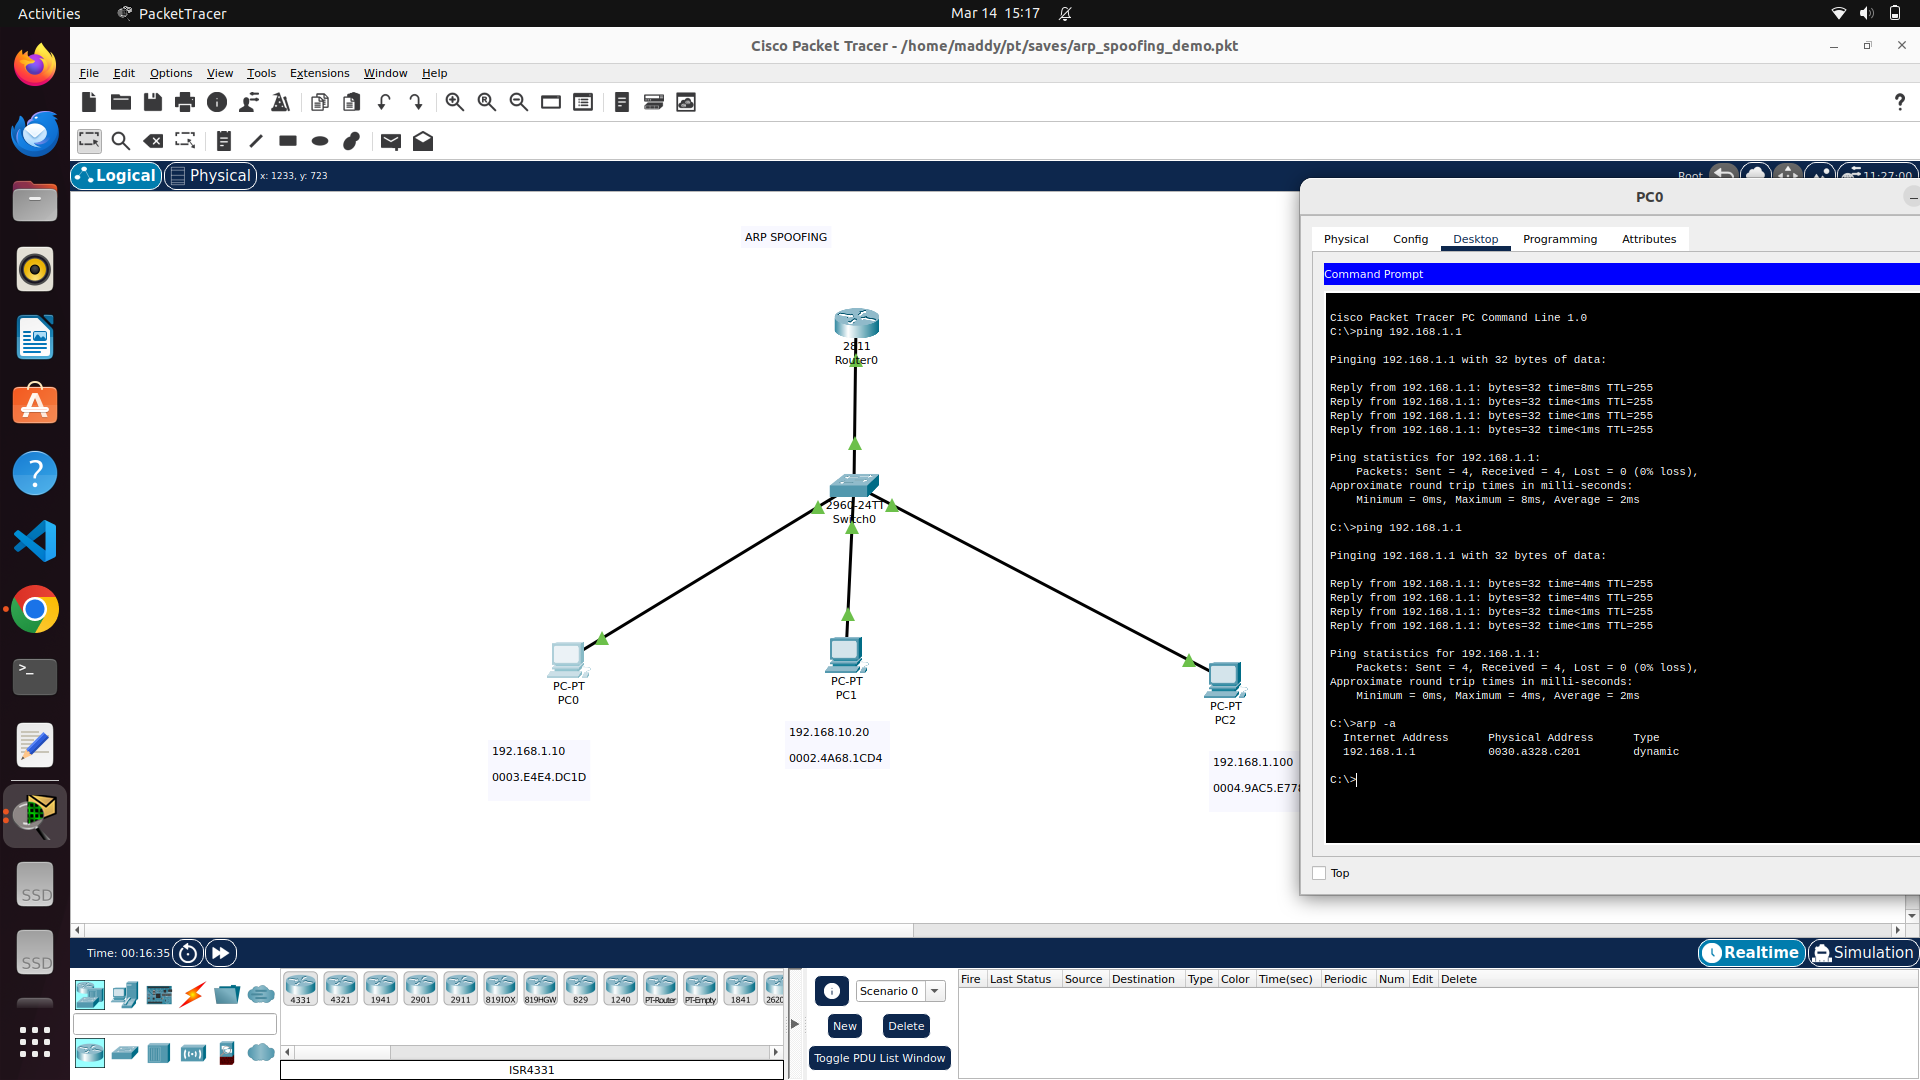 Activities
PacketTracer
Mar 14 15:17
Cisco Packet Tracer - /home/maddy/pt/saves/arp_spoofing_demo.pkt
File Edit Options View Tools Extensions Window Help
Logical
Physical
x: 1233, y: 723
Root
11:27:00
ARP SPOOFING
2811
Router0
2960-24TT
Switch0
PC-PT
PC0
PC-PT
PC1
PC-PT
PC2
192.168.1.10
0003.E4E4.DC1D
192.168.10.20
0002.4A68.1CD4
192.168.1.100
0004.9AC5.E778
PC0
Physical Config Desktop Programming Attributes
Command Prompt
Cisco Packet Tracer PC Command Line 1.0
C:\>ping 192.168.1.1
Pinging 192.168.1.1 with 32 bytes of data:
Reply from 192.168.1.1: bytes=32 time=8ms TTL=255
Reply from 192.168.1.1: bytes=32 time<1ms TTL=255
Reply from 192.168.1.1: bytes=32 time<1ms TTL=255
Reply from 192.168.1.1: bytes=32 time<1ms TTL=255
Ping statistics for 192.168.1.1:
Packets: Sent = 4, Received = 4, Lost = 0 (0% loss),
Approximate round trip times in milli-seconds:
Minimum = 0ms, Maximum = 8ms, Average = 2ms
C:\>ping 192.168.1.1
Pinging 192.168.1.1 with 32 bytes of data:
Reply from 192.168.1.1: bytes=32 time=4ms TTL=255
Reply from 192.168.1.1: bytes=32 time=4ms TTL=255
Reply from 192.168.1.1: bytes=32 time<1ms TTL=255
Reply from 192.168.1.1: bytes=32 time<1ms TTL=255
Ping statistics for 192.168.1.1:
Packets: Sent = 4, Received = 4, Lost = 0 (0% loss),
Approximate round trip times in milli-seconds:
Minimum = 0ms, Maximum = 4ms, Average = 2ms
C:\>arp -a
Internet Address Physical Address Type
192.168.1.1 0030.a328.c201 dynamic
C:\>
Top
SSD
SSD
Time: 00:16:35
Realtime
Simulation
4331 4321 1941 2901 2911 819IOX 819HGW 829 1240 PT-Router PT-Empty 1841 2620
ISR4331
Scenario 0
New
Delete
Toggle PDU List Window
Fire Last Status Source Destination Type Color Time(sec) Periodic Num Edit Delete